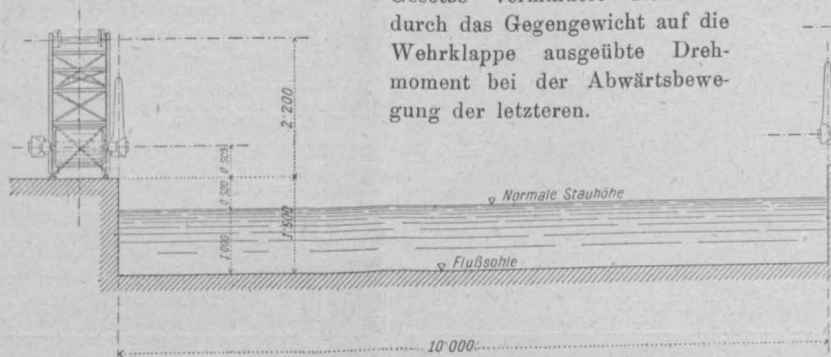 durch das Gegengewicht auf die
Wehrklappe ausgeübte Dreh-
moment bei der Abwärtsbewe-
gung der letzteren.
2˙200
0˙500
0˙500
1˙500
1˙000
Normale Stauhöhe
Flußsohle
10˙000